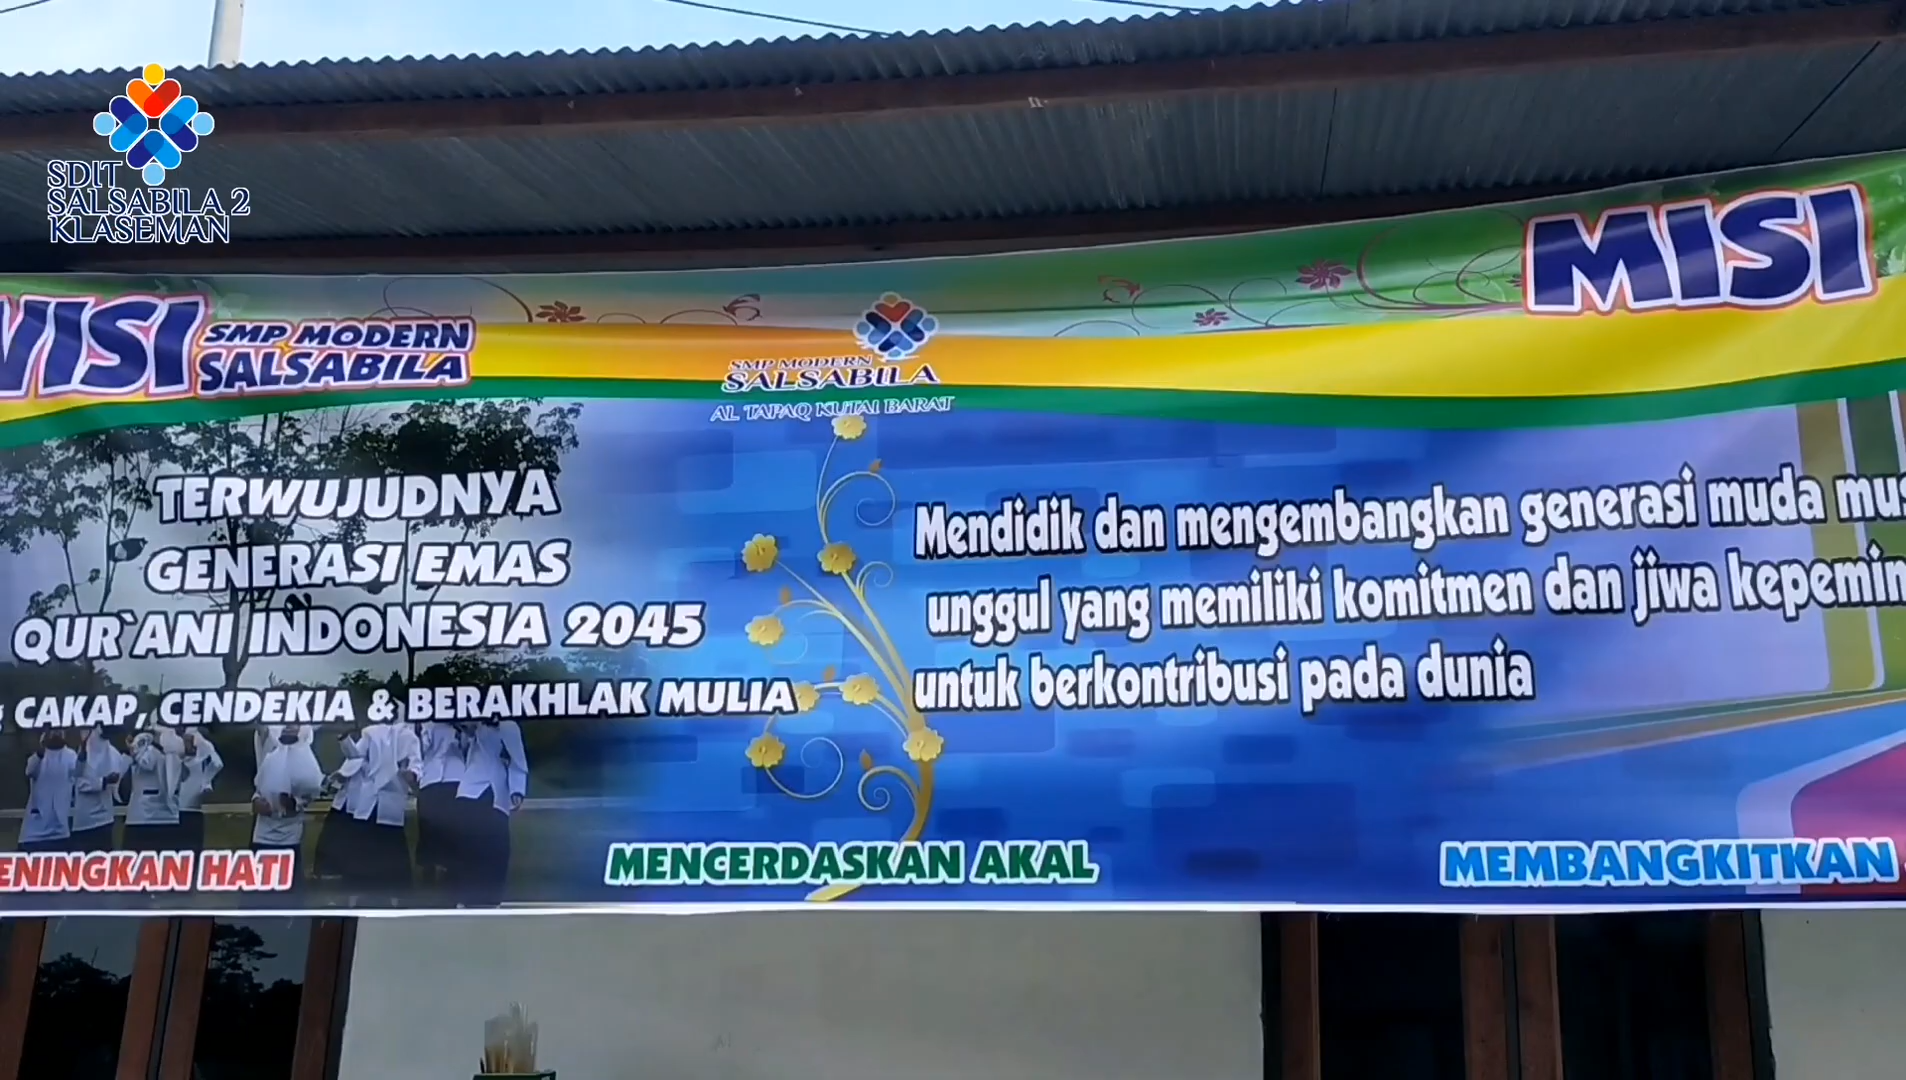 SDIT
SALSABILA 2
KLASEMAN
VISI SMP MODERN
SALSABILA
SMP MODERN
SALSABILA
AL TAPAQ KUTAI BARAT
MISI
TERWUJUDNYA
GENERASI EMAS
QUR`ANI INDONESIA 2045
CAKAP, CENDEKIA & BERAKHLAK MULIA
Mendidik dan mengembangkan generasi muda
unggul yang memiliki komitmen dan jiwa
untuk berkontribusi pada dunia
HATI
MENCERDASKAN AKAL
MEMBANGKITKAN